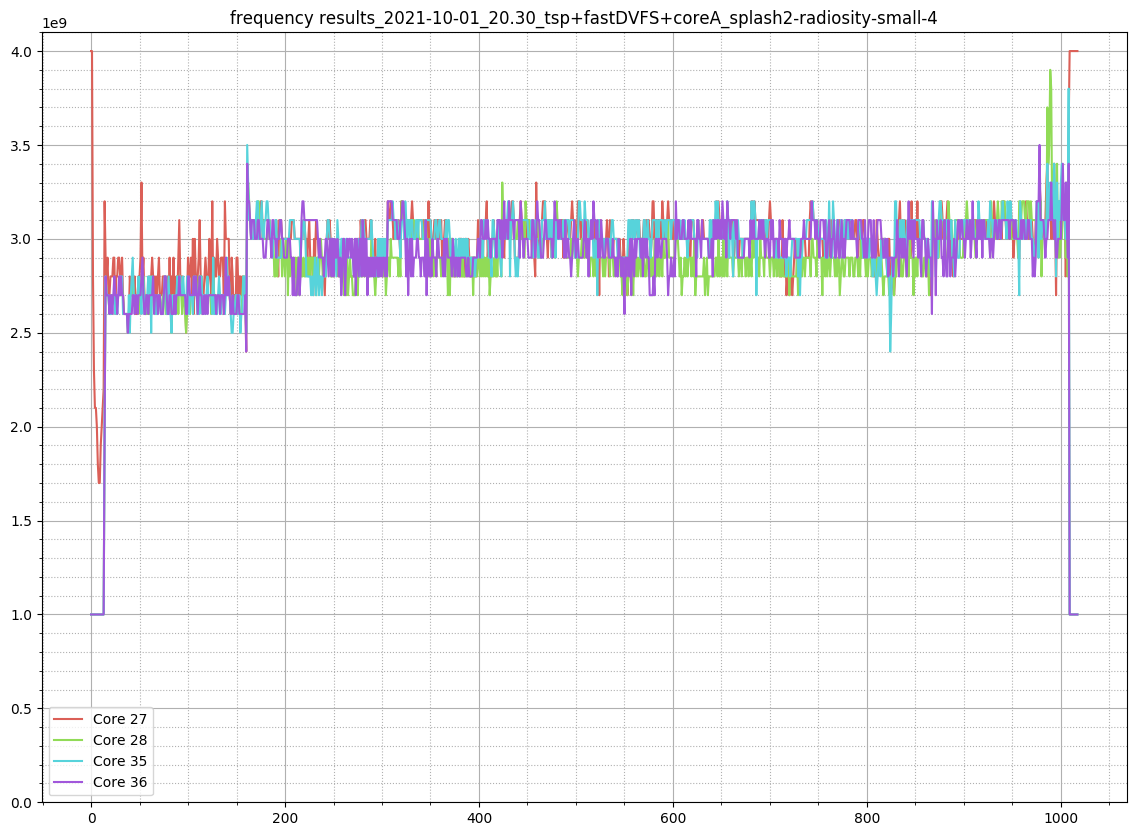 frequency results_2021-10-01_20.30_tsp+fastDVFS+coreA_splash2-radiosity-small-4
1e9
4.0
3.5
3.0
2.5
2.0
1.5
1.0
0.5
0.0
Core 27
Core 28
Core 35
Core 36
0 200 400 600 800 1000